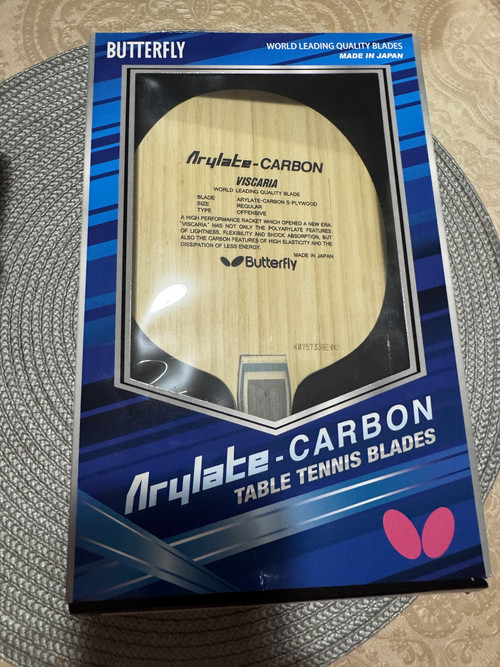 BUTTERFLY
WORLD LEADING QUALITY BLADES
MADE IN JAPAN
Arylate-CARBON
VISCARIA
WORLD LEADING QUALITY BLADE
BLADE ARYLATE-CARBON 5-PLYWOOD
SIZE REGULAR
TYPE OFFENSIVE
A HIGH PERFORMANCE RACKET WHICH OPENED A NEW ERA.
"VISCARIA" HAS NOT ONLY THE POLYARYLATE FEATURES
OF LIGHTNESS, FLEXIBILITY AND SHOCK ABSORPTION, BUT
ALSO THE CARBON FEATURES OF HIGH ELASTICITY AND THE
DISSIPATION OF LESS ENERGY.
MADE IN JAPAN
Butterfly
Arylate-CARBON
TABLE TENNIS BLADES